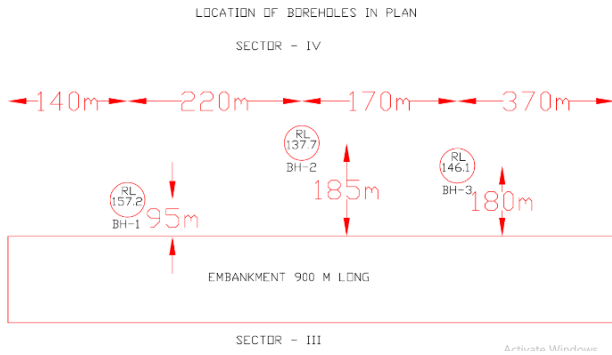 LOCATION OF BOREHOLES IN PLAN
SECTOR - IV
140m 220m 170m 370m
RL
137.7
BH-2
RL
146.1
BH-3
RL
157.2
BH-1
95m
185m
180m
EMBANKMENT 900 M LONG
SECTOR - III
Activate Windows